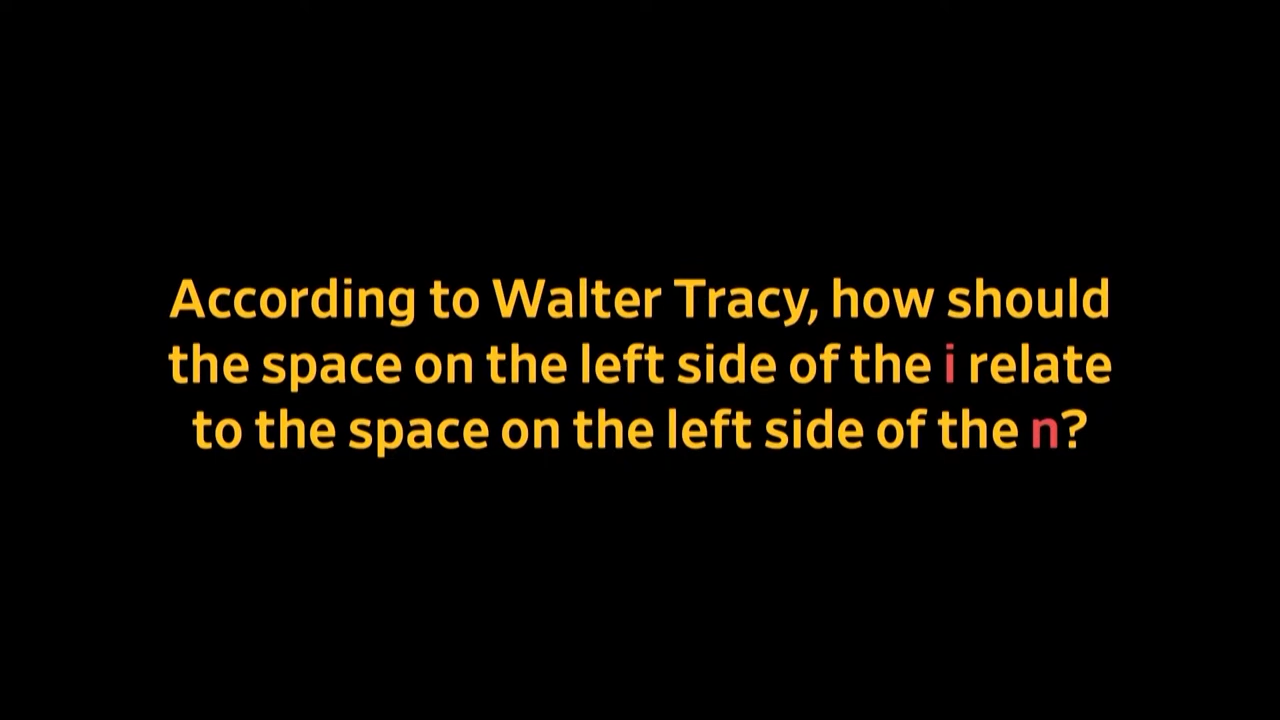 According to Walter Tracy, how should
the space on the left side of the i relate
to the space on the left side of the n?